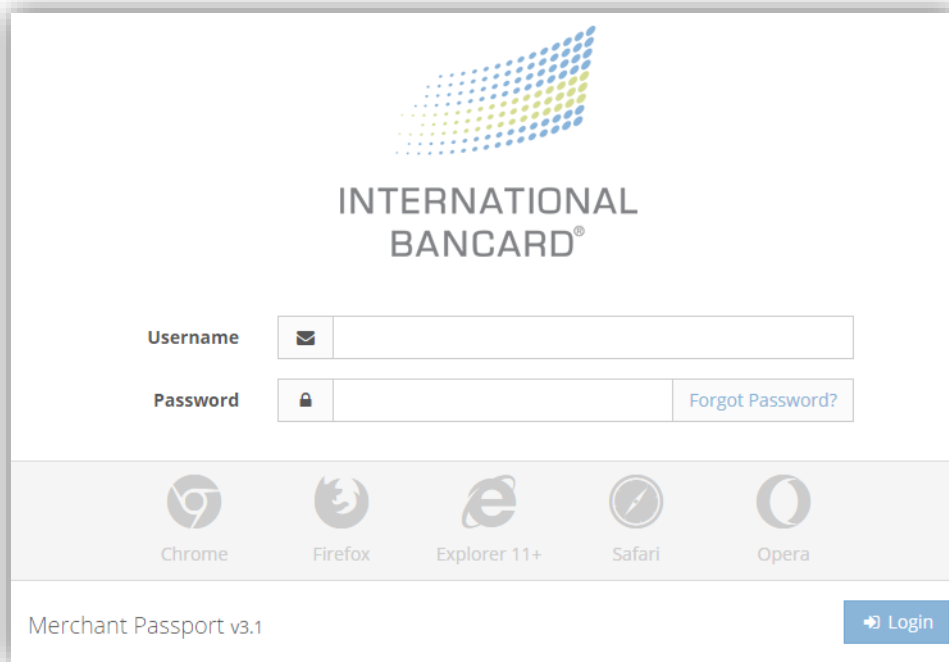 INTERNATIONAL
BANCARD®
Username
Password
Forgot Password?
Chrome
Firefox
Explorer 11+
Safari
Opera
Merchant Passport v3.1
Login